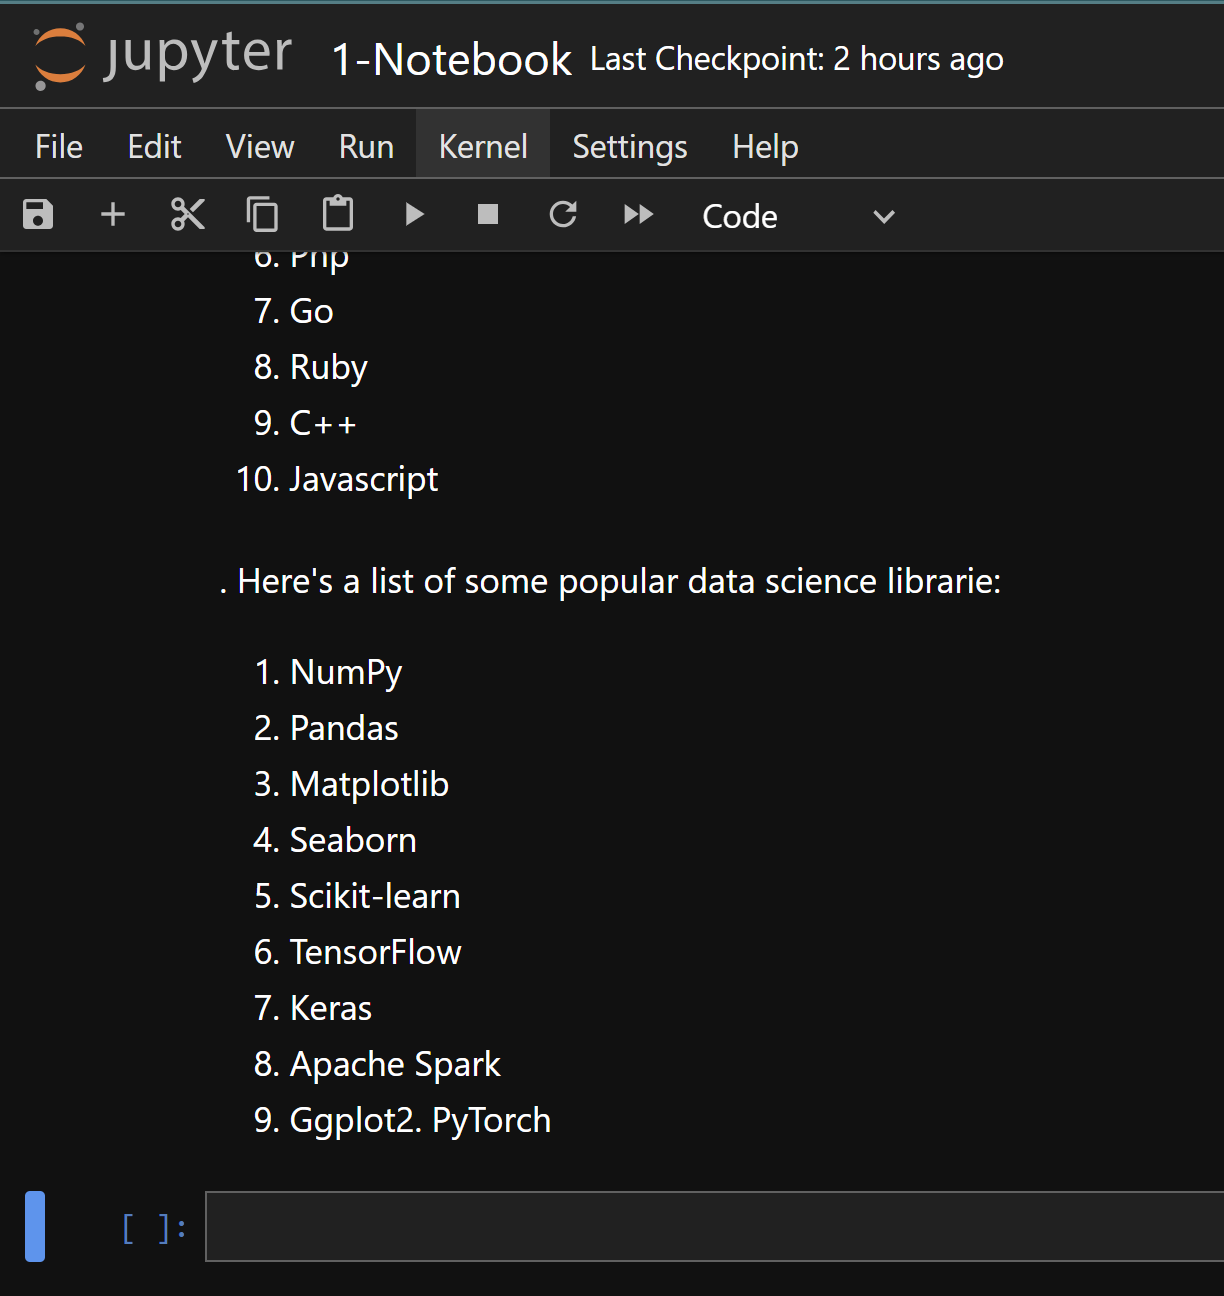 jupyter 1-Notebook Last Checkpoint: 2 hours ago
File Edit View Run Kernel Settings Help
Code
6. Php
7. Go
8. Ruby
9. C++
10. Javascript
. Here's a list of some popular data science librarie:
1. NumPy
2. Pandas
3. Matplotlib
4. Seaborn
5. Scikit-learn
6. TensorFlow
7. Keras
8. Apache Spark
9. Ggplot2. PyTorch
[ ]: